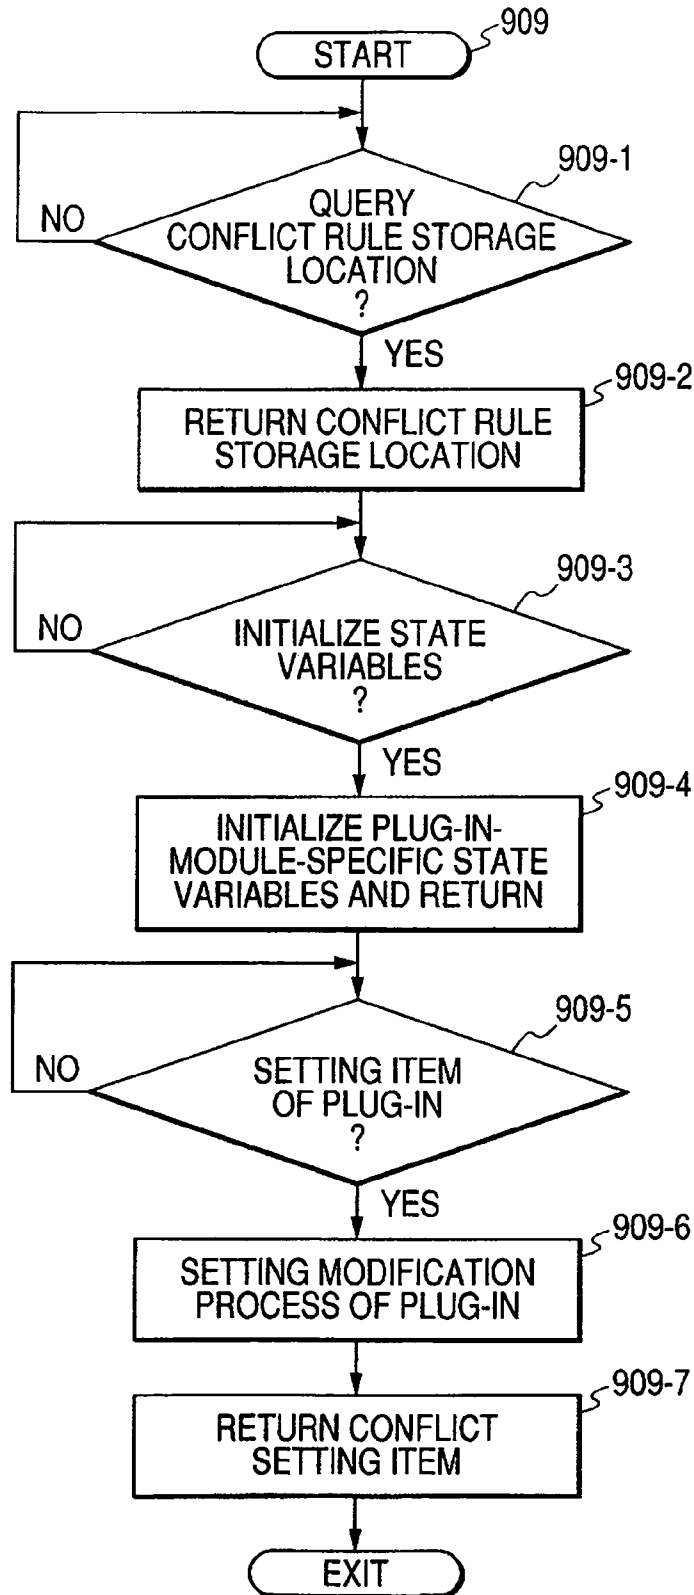 909
START
909-1
QUERY
CONFLICT RULE STORAGE
LOCATION
?
NO
YES
909-2
RETURN CONFLICT RULE
STORAGE LOCATION
909-3
INITIALIZE STATE
VARIABLES
?
NO
YES
909-4
INITIALIZE PLUG-IN-
MODULE-SPECIFIC STATE
VARIABLES AND RETURN
909-5
SETTING ITEM
OF PLUG-IN
?
NO
YES
909-6
SETTING MODIFICATION
PROCESS OF PLUG-IN
909-7
RETURN CONFLICT
SETTING ITEM
EXIT